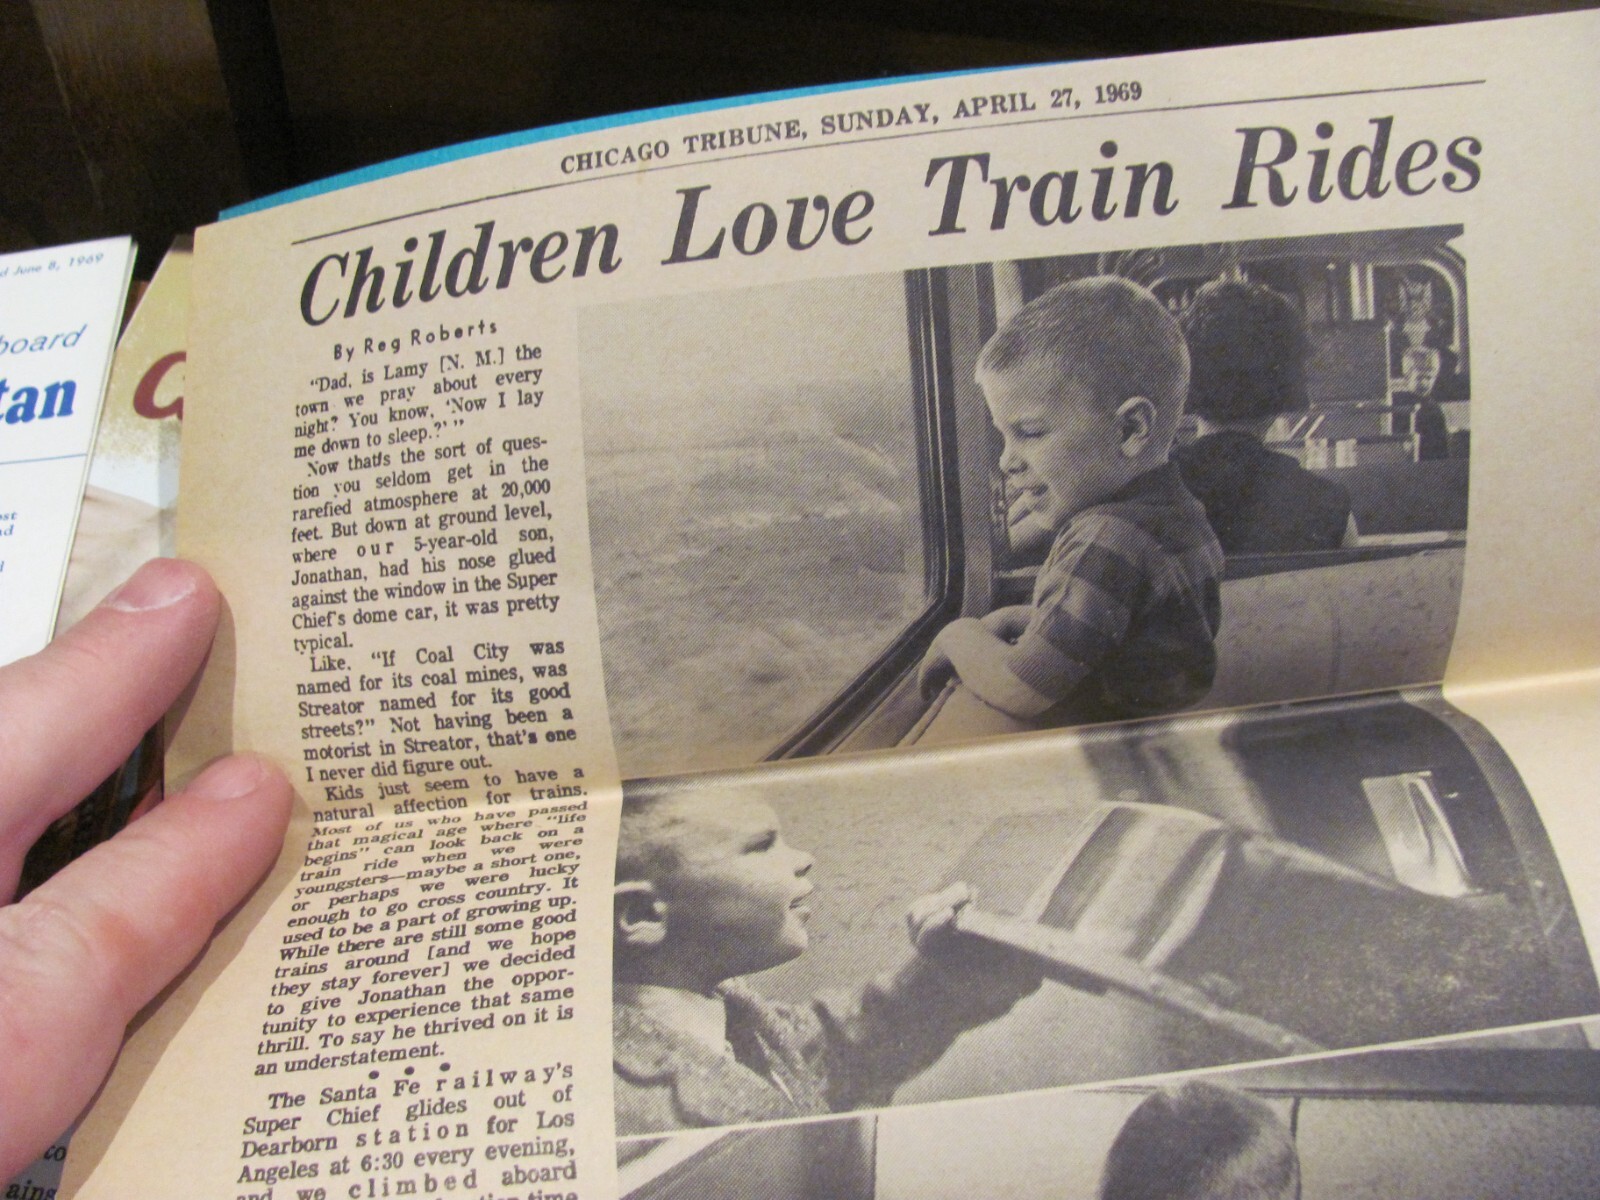 CHICAGO TRIBUNE, SUNDAY, APRIL 27, 1969
Children Love Train Rides
By Reg Roberts
"Dad, is Lamy [N. M.] the
town we pray about every
night? You know, 'Now I lay
me down to sleep.?' "
Now that's the sort of ques-
tion you seldom get in the
rarefied atmosphere at 20,000
feet. But down at ground level,
where our 5-year-old son,
Jonathan, had his nose glued
against the window in the Super
Chief's dome car, it was pretty
typical.
Like. "If Coal City was
named for its coal mines, was
Streator named for its good
streets?" Not having been a
motorist in Streator, that's one
I never did figure out.
Kids just seem to have a
natural affection for trains.
Most of us who have passed
that magical age where "life
begins" can look back on a
train ride when we were
youngsters—maybe a short one,
or perhaps we were lucky
enough to go cross country. It
used to be a part of growing up.
While there are still some good
trains around [and we hope
they stay forever] we decided
to give Jonathan the oppor-
tunity to experience that same
thrill. To say he thrived on it is
an understatement.
• • •
The Santa Fe railway's
Super Chief glides out of
Dearborn station for Los
Angeles at 6:30 every evening,
and we climbed aboard
time
June 8, 1969
board
tan